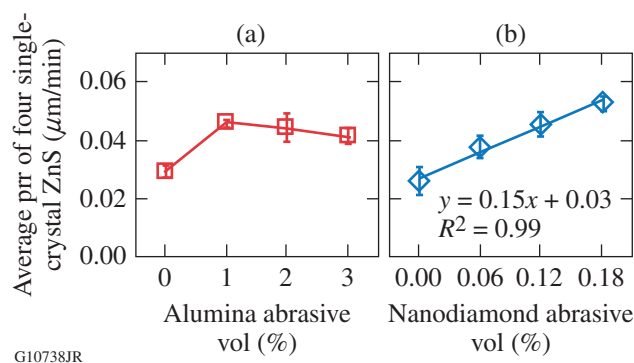 (a)
(b)
Average prr of four single-
crystal ZnS (μm/min)
0.06
0.04
0.02
0.00
y = 0.15x + 0.03
R² = 0.99
0 1 2 3
0.00 0.06 0.12 0.18
Alumina abrasive
vol (%)
Nanodiamond abrasive
vol (%)
G10738JR